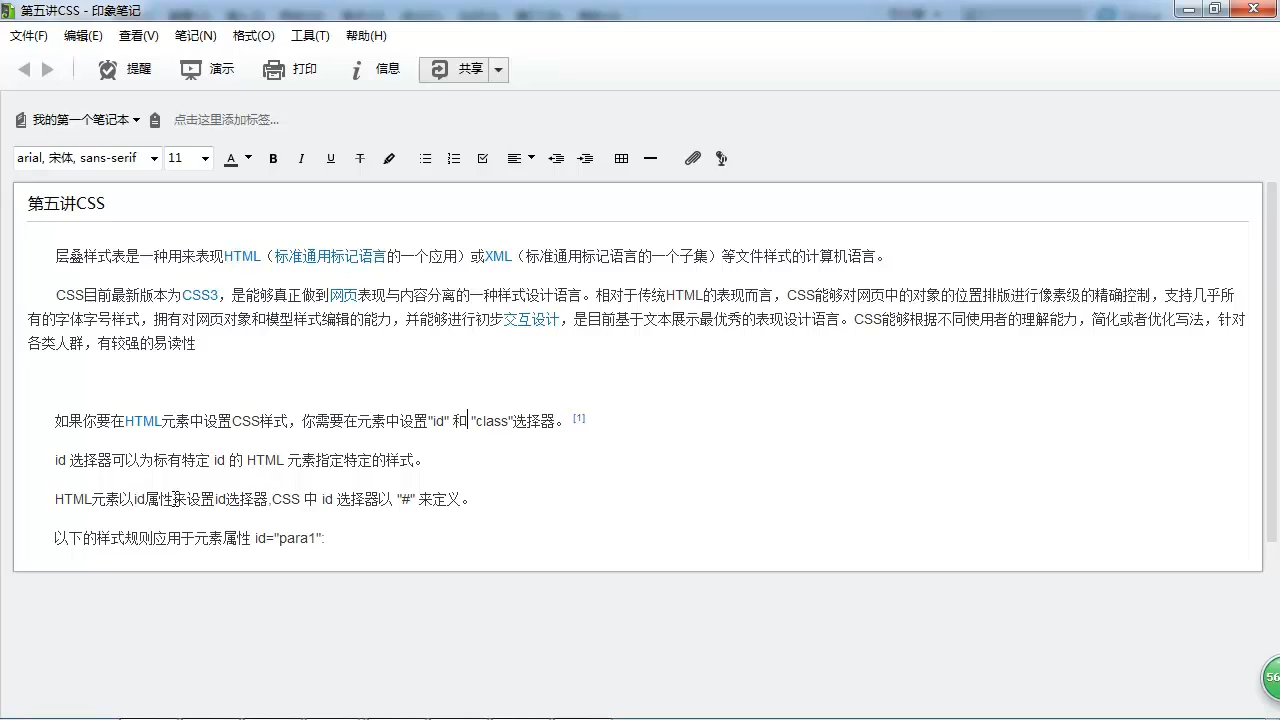 第五讲CSS - 印象笔记
文件(F) 编辑(E) 查看(V) 笔记(N) 格式(O) 工具(T) 帮助(H)
提醒 演示 打印 信息 共享
我的第一个笔记本 点击这里添加标签...
arial, 宋体, sans-serif 11 A B I U T
第五讲CSS
层叠样式表是一种用来表现HTML（标准通用标记语言的一个应用）或XML（标准通用标记语言的一个子集）等文件样式的计算机语言。
CSS目前最新版本为CSS3，是能够真正做到网页表现与内容分离的一种样式设计语言。相对于传统HTML的表现而言，CSS能够对网页中的对象的位置排版进行像素级的精确控制，支持几乎所
有的字体字号样式，拥有对网页对象和模型样式编辑的能力，并能够进行初步交互设计，是目前基于文本展示最优秀的表现设计语言。CSS能够根据不同使用者的理解能力，简化或者优化写法，针对
各类人群，有较强的易读性
如果你要在HTML元素中设置CSS样式，你需要在元素中设置"id" 和 "class"选择器。 [1]
id 选择器可以为标有特定 id 的 HTML 元素指定特定的样式。
HTML元素以id属性来设置id选择器,CSS 中 id 选择器以 "#" 来定义。
以下的样式规则应用于元素属性 id="para1":
56